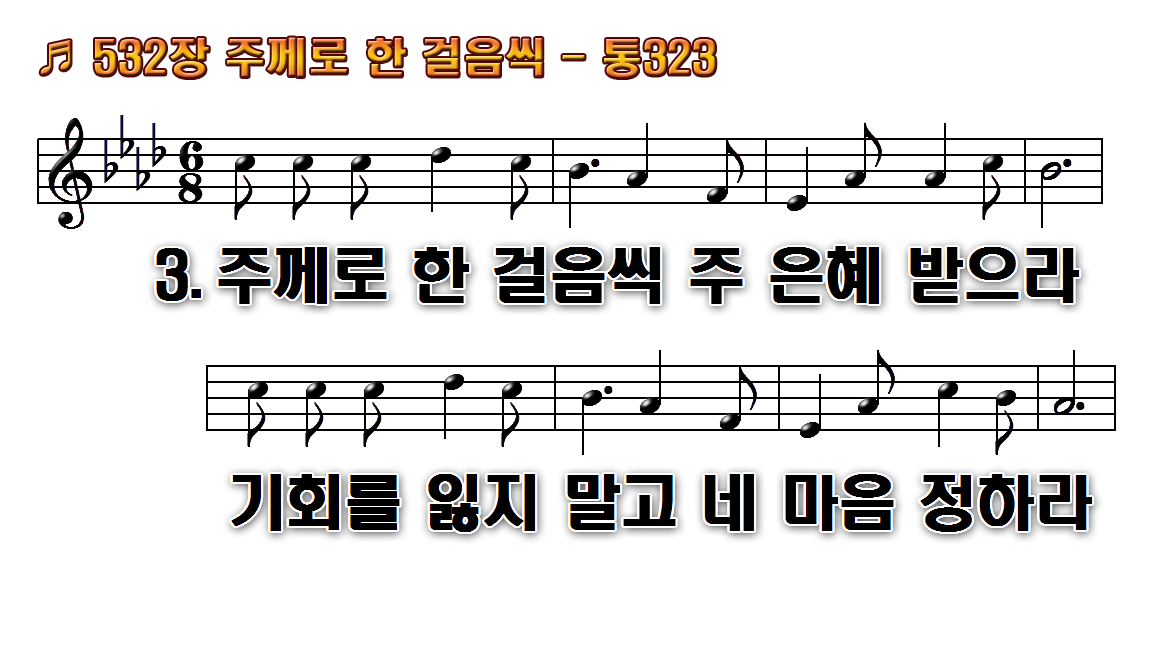 ♬ 532장 주께로 한 걸음씩 - 통323
6
8
3. 주께로 한 걸음씩 주 은혜 받으라
기회를 잃지 말고 네 마음 정하라